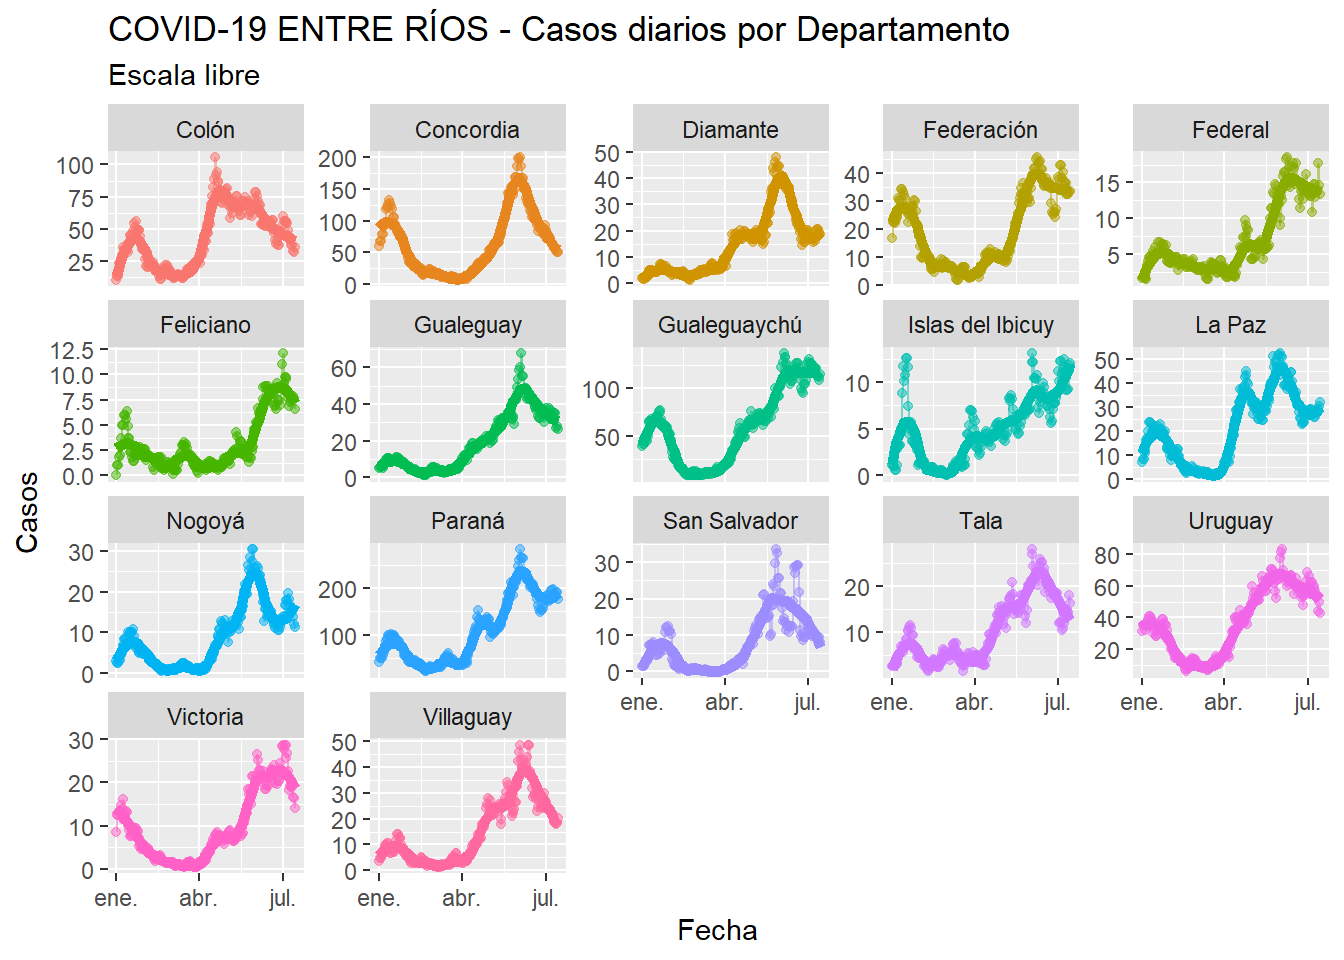 COVID-19 ENTRE RÍOS - Casos diarios por Departamento
Escala libre
Colón Concordia Diamante Federación Federal
100 75 50 25
200 150 100 50 0
50 40 30 20 10 0
40 30 20 10 0
15 10 5
Feliciano Gualeguay Gualeguaychú Islas del Ibicuy La Paz
12.5 10.0 7.5 5.0 2.5 0.0
60 40 20 0
100 50
10 5 0
50 40 30 20 10 0
Casos
Nogoyá Paraná San Salvador Tala Uruguay
30 20 10 0
200 100
30 20 10 0
20 10
80 60 40 20
ene. abr. jul. ene. abr. jul. ene. abr. jul.
Victoria Villaguay
30 20 10 0
50 40 30 20 10 0
ene. abr. jul. ene. abr. jul.
Fecha